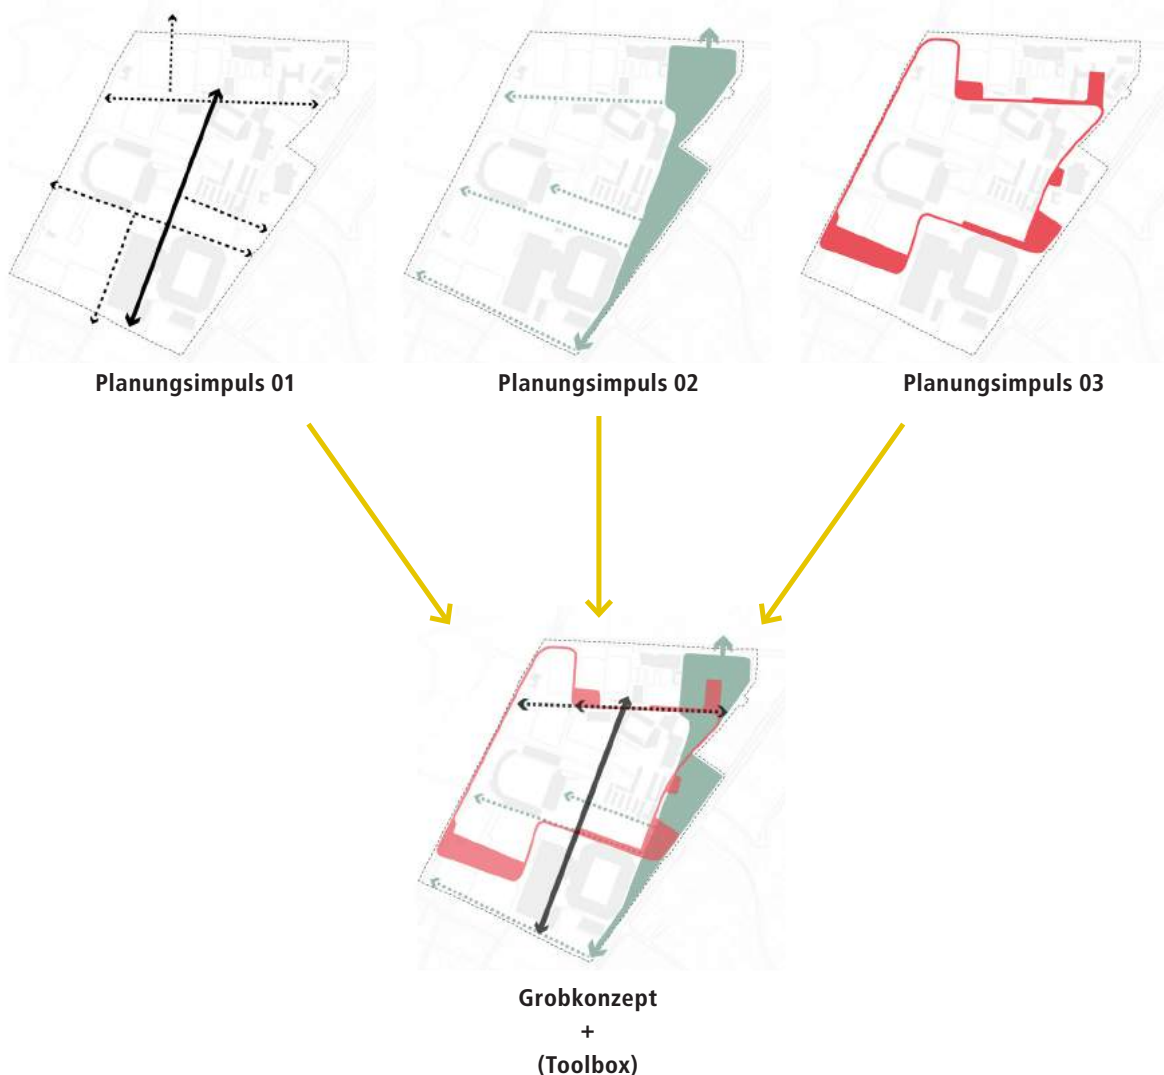 Planungsimpuls 01
Planungsimpuls 02
Planungsimpuls 03
Grobkonzept
+
(Toolbox)